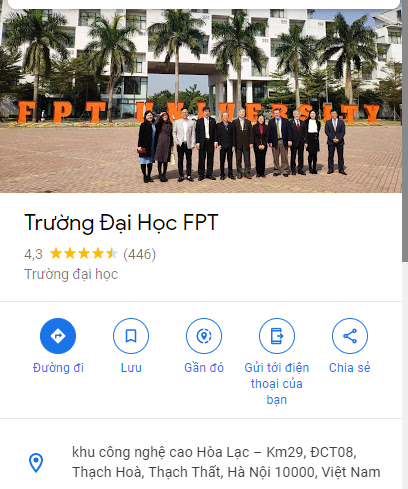 FPT UNIVERSITY
Trường Đại Học FPT
4,3 (446)
Trường đại học
Đường đi
Lưu
Gần đó
Gửi tới điện
thoại của
bạn
Chia sẻ
khu công nghệ cao Hòa Lạc – Km29, ĐCT08,
Thạch Hoà, Thạch Thất, Hà Nội 10000, Việt Nam